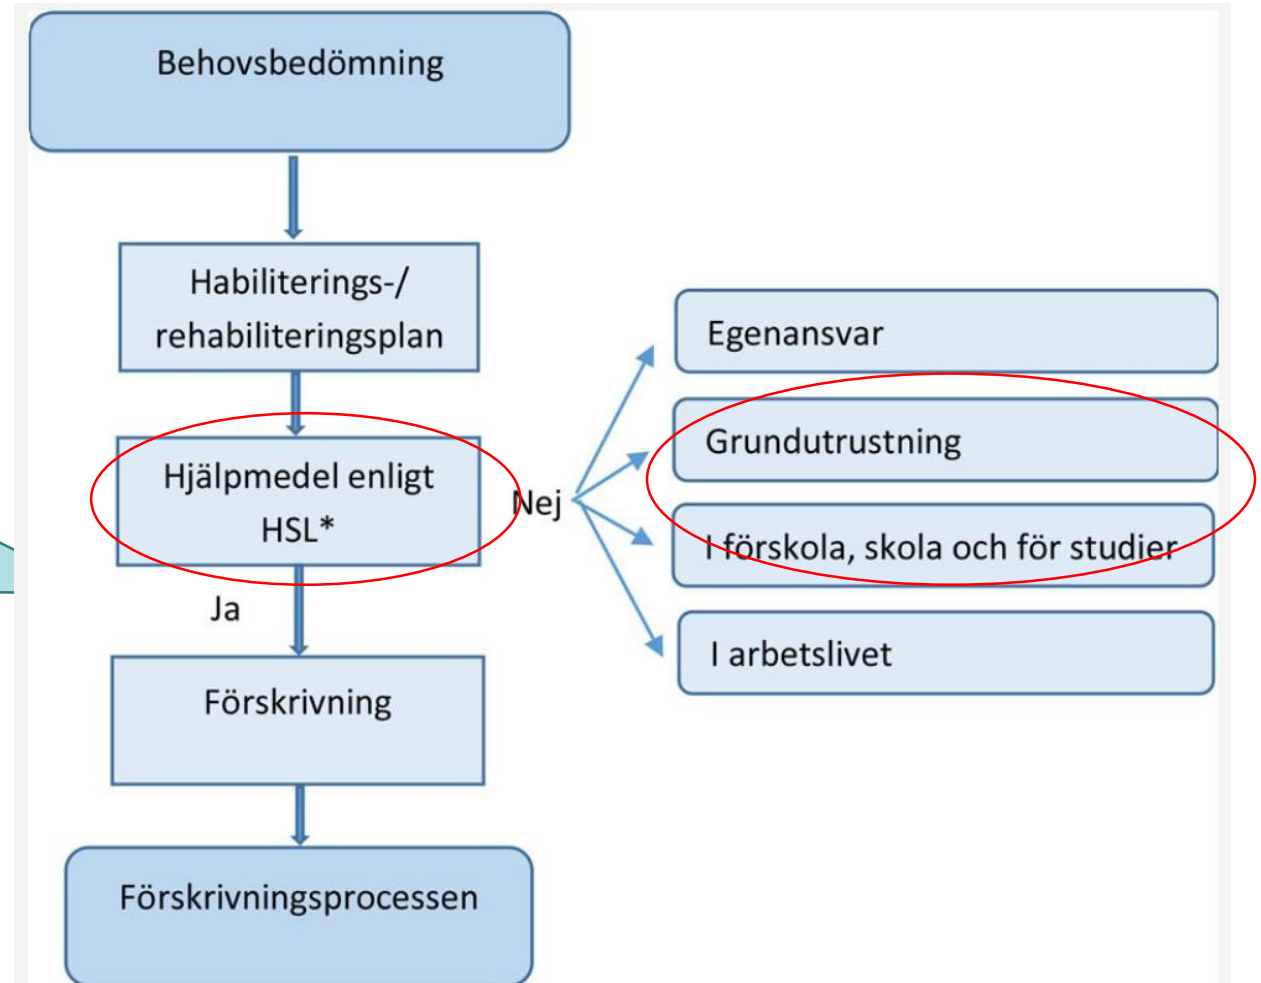 Behovsbedömning
Habiliterings-/
rehabiliteringsplan
Hjälpmedel enligt
HSL*
Nej
Egenansvar
Grundutrustning
I förskola, skola och för studier
I arbetslivet
Ja
Förskrivning
Förskrivningsprocessen